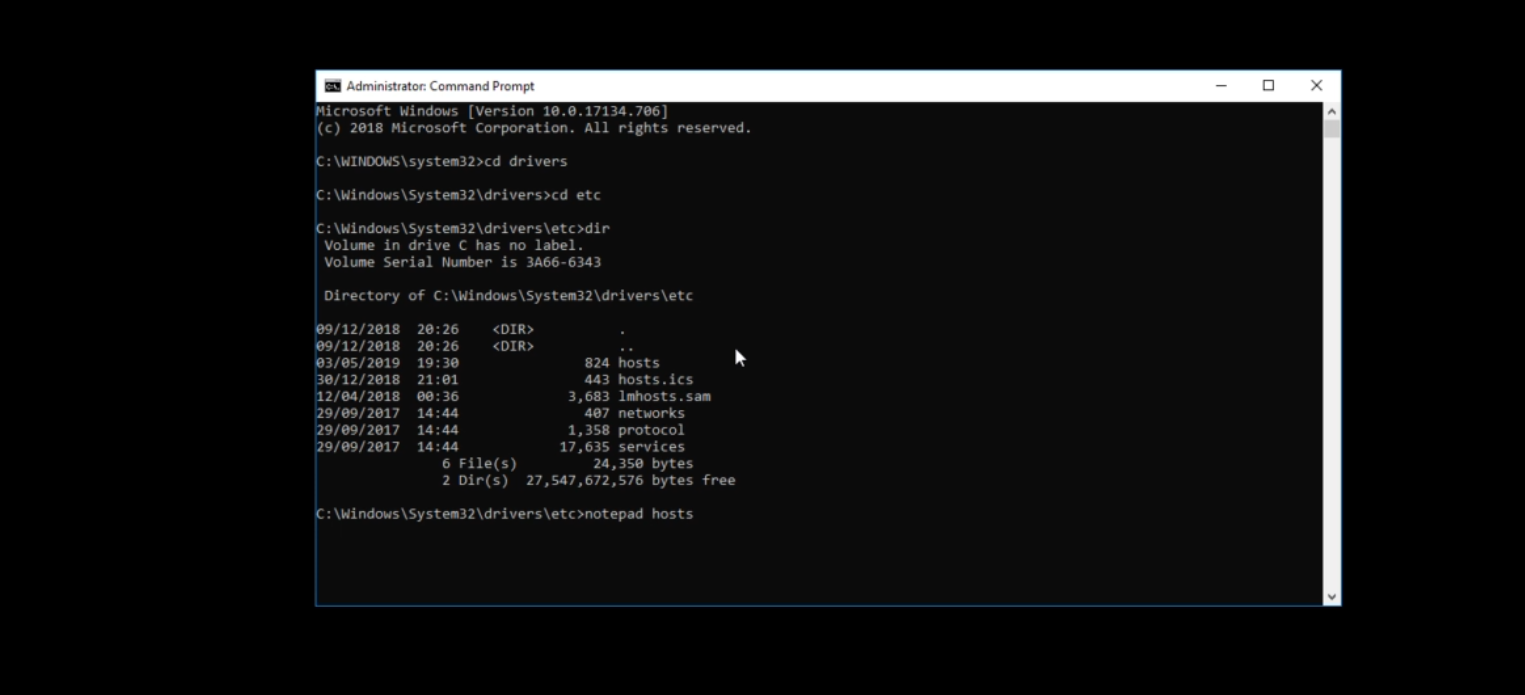 Administrator: Command Prompt
Microsoft Windows [Version 10.0.17134.706]
(c) 2018 Microsoft Corporation. All rights reserved.
C:\WINDOWS\system32>cd drivers
C:\Windows\System32\drivers>cd etc
C:\Windows\System32\drivers\etc>dir
 Volume in drive C has no label.
 Volume Serial Number is 3A66-6343
 Directory of C:\Windows\System32\drivers\etc
09/12/2018  20:26    <DIR>          .
09/12/2018  20:26    <DIR>          ..
03/05/2019  19:30               824 hosts
30/12/2018  21:01               443 hosts.ics
12/04/2018  00:36             3,683 lmhosts.sam
29/09/2017  14:44               407 networks
29/09/2017  14:44             1,358 protocol
29/09/2017  14:44            17,635 services
               6 File(s)         24,350 bytes
               2 Dir(s)  27,547,672,576 bytes free
C:\Windows\System32\drivers\etc>notepad hosts